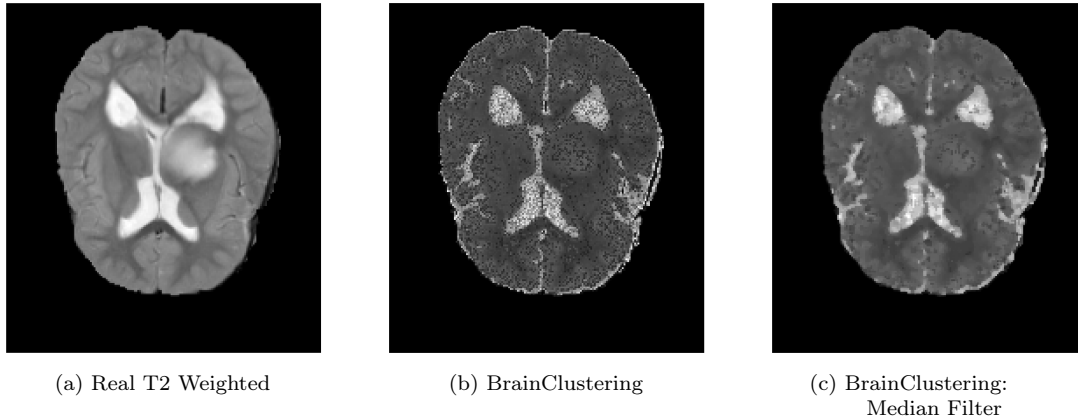 (a) Real T2 Weighted
(b) BrainClustering
(c) BrainClustering:
Median Filter